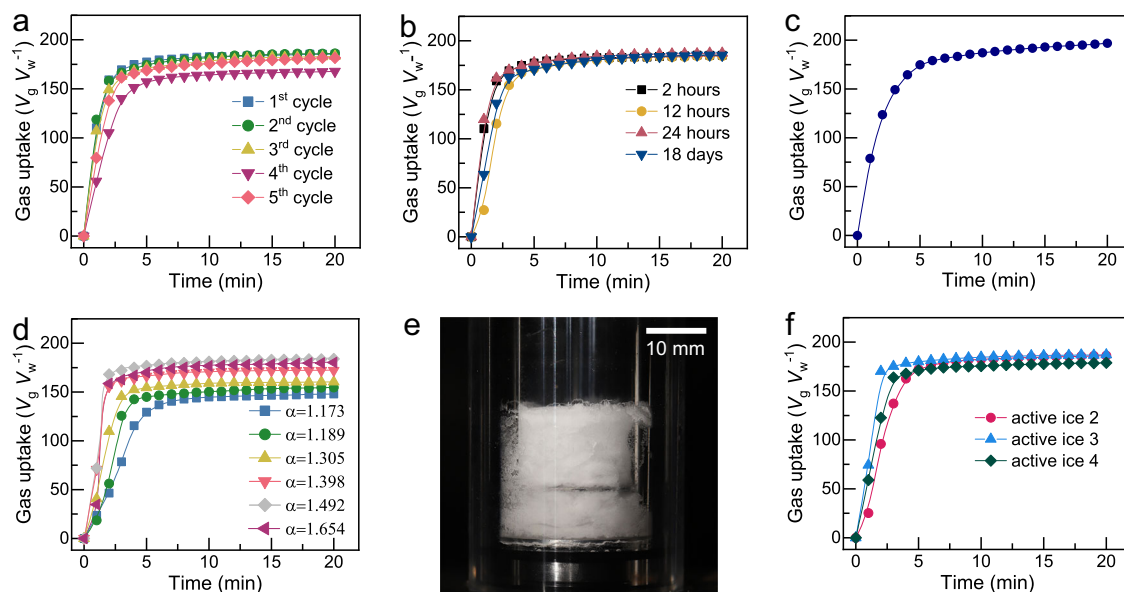 a
Gas uptake (Vg Vw⁻¹)
200
150
100
50
0
1st cycle
2nd cycle
3rd cycle
4th cycle
5th cycle
0 5 10 15 20
Time (min)
b
Gas uptake (Vg Vw⁻
200
150
100
50
0
2 hours
12 hours
24 hours
18 days
0 5 10 15 20
Time (min)
c
Gas uptake (Vg Vw⁻¹)
200
150
100
50
0
0 5 10 15 20
Time (min)
d
Gas uptake (Vg Vw⁻¹)
200
150
100
50
0
α=1.173
α=1.189
α=1.305
α=1.398
α=1.492
α=1.654
0 5 10 15 20
Time (min)
e
10 mm
f
Gas uptake (Vg Vw⁻¹)
200
150
100
50
0
active ice 2
active ice 3
active ice 4
0 5 10 15 20
Time (min)